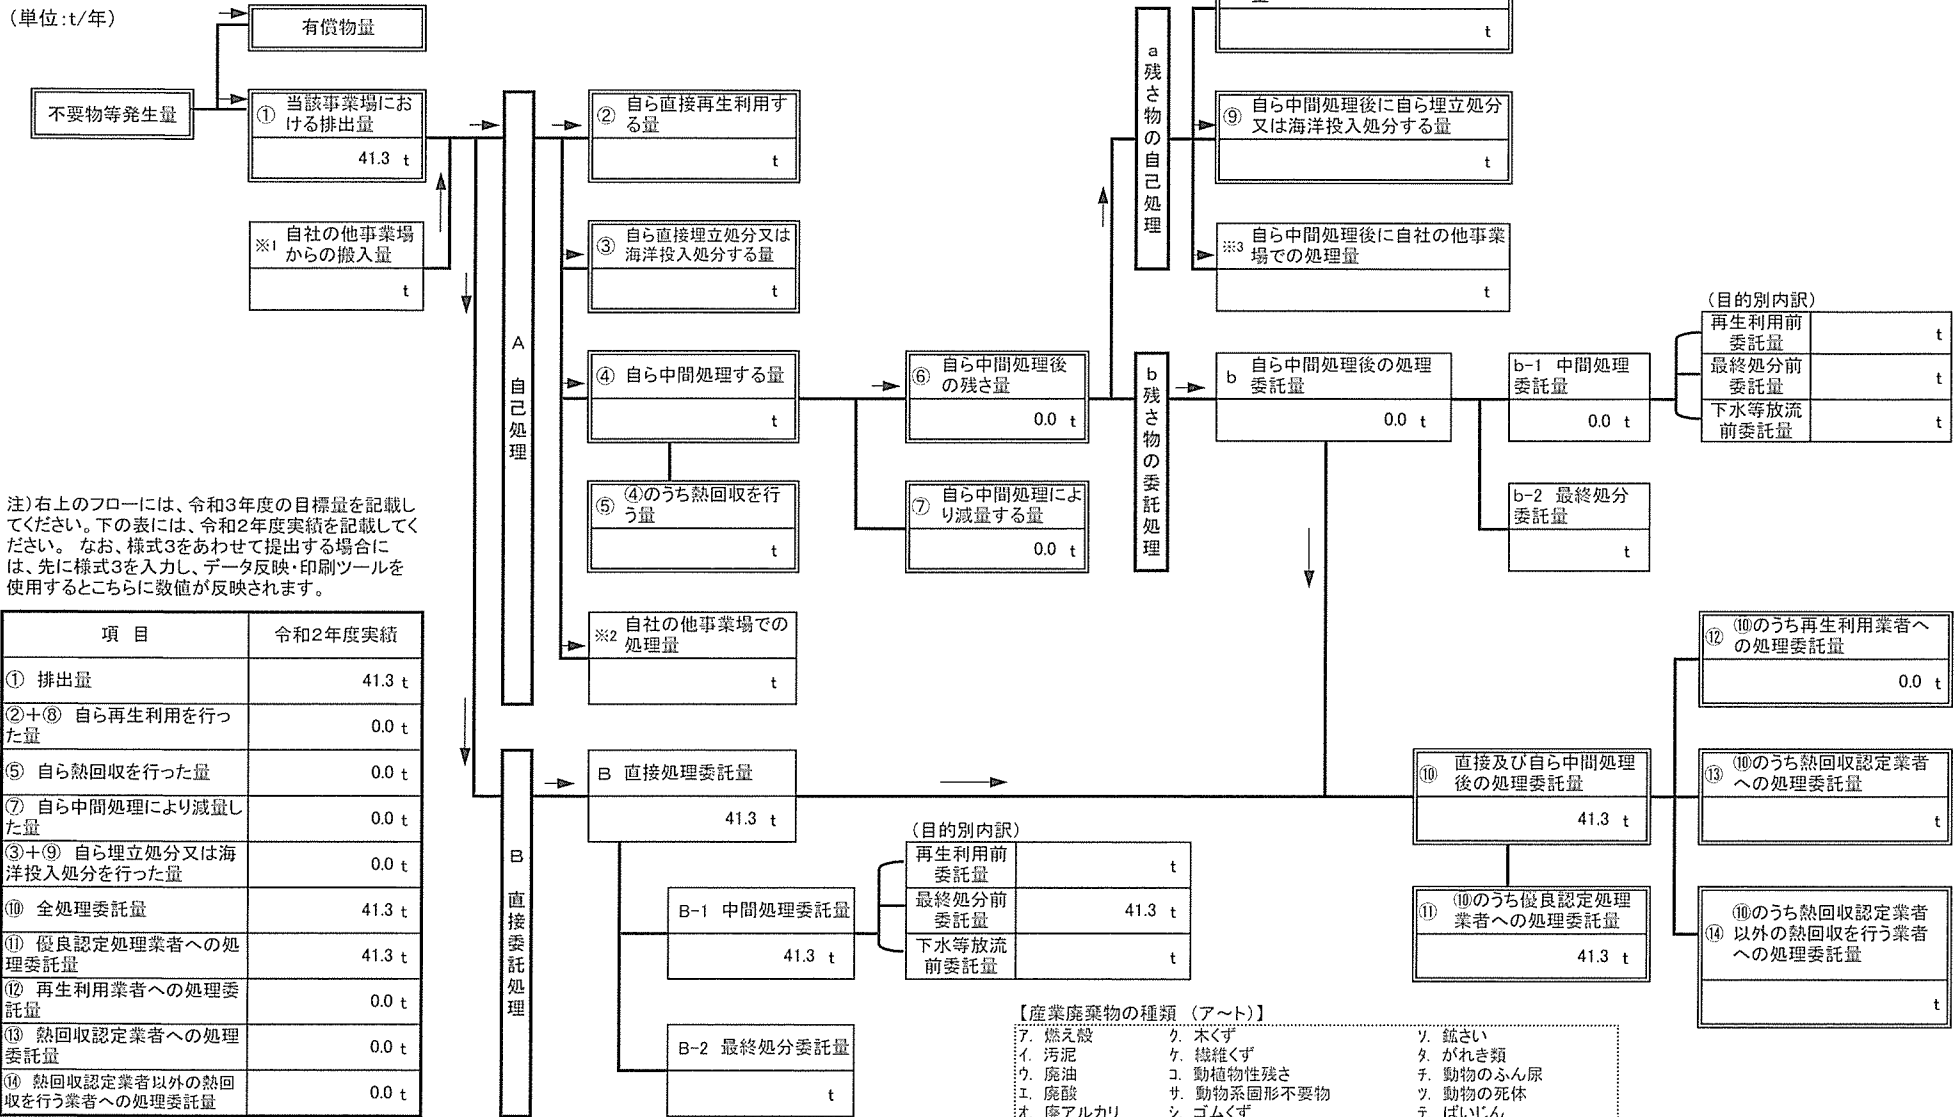 (単位:t/年)
有償物量
不要物等発生量
① 当該事業場にお
ける排出量
41.3 t
※1 自社の他事業場
からの搬入量
t
A 自己処理
② 自ら直接再生利用す
る量
t
③ 自ら直接埋立処分又は
海洋投入処分する量
t
④ 自ら中間処理する量
t
⑤ ④のうち熱回収を行
う量
t
※2 自社の他事業場での
処理量
t
⑥ 自ら中間処理後
の残さ量
0.0 t
⑦ 自ら中間処理によ
り減量する量
0.0 t
a 残さ物の自己処理
t
⑨ 自ら中間処理後に自ら埋立処分
又は海洋投入処分する量
t
※3 自ら中間処理後に自社の他事業
場での処理量
t
b 残さ物の委託処理
b 自ら中間処理後の処理
委託量
0.0 t
b-1 中間処理
委託量
0.0 t
(目的別内訳)
再生利用前
委託量
t
最終処分前
委託量
t
下水等放流
前委託量
t
b-2 最終処分
委託量
t
注)右上のフローには、令和3年度の目標量を記載し
てください。下の表には、令和2年度実績を記載してく
ださい。 なお、様式3をあわせて提出する場合に
は、先に様式3を入力し、データ反映・印刷ツールを
使用するとこちらに数値が反映されます。
項 目 令和2年度実績
① 排出量 41.3 t
②+⑧ 自ら再生利用を行っ
た量 0.0 t
⑤ 自ら熱回収を行った量 0.0 t
⑦ 自ら中間処理により減量し
た量 0.0 t
③+⑨ 自ら埋立処分又は海
洋投入処分を行った量 0.0 t
⑩ 全処理委託量 41.3 t
⑪ 優良認定処理業者への処
理委託量 41.3 t
⑫ 再生利用業者への処理委
託量 0.0 t
⑬ 熱回収認定業者への処理
委託量 0.0 t
⑭ 熱回収認定業者以外の熱回
収を行う業者への処理委託量 0.0 t
B 直接委託処理
B 直接処理委託量
41.3 t
B-1 中間処理委託量
41.3 t
(目的別内訳)
再生利用前
委託量
t
最終処分前
委託量
41.3 t
下水等放流
前委託量
t
B-2 最終処分委託量
t
⑩ 直接及び自ら中間処理
後の処理委託量
41.3 t
⑪ ⑩のうち優良認定処理
業者への処理委託量
41.3 t
⑫ ⑩のうち再生利用業者へ
の処理委託量
0.0 t
⑬ ⑩のうち熱回収認定業者
への処理委託量
t
⑭ ⑩のうち熱回収認定業者
以外の熱回収を行う業者
への処理委託量
t
【産業廃棄物の種類 (ア~ト)】
ア. 燃え殻 ク. 木くず ソ. 鉱さい
イ. 汚泥 ケ. 繊維くず タ. がれき類
ウ. 廃油 コ. 動植物性残さ チ. 動物のふん尿
エ. 廃酸 サ. 動物系固形不要物 ツ. 動物の死体
オ. 廃アルカリ シ. ゴムくず テ. ばいじん